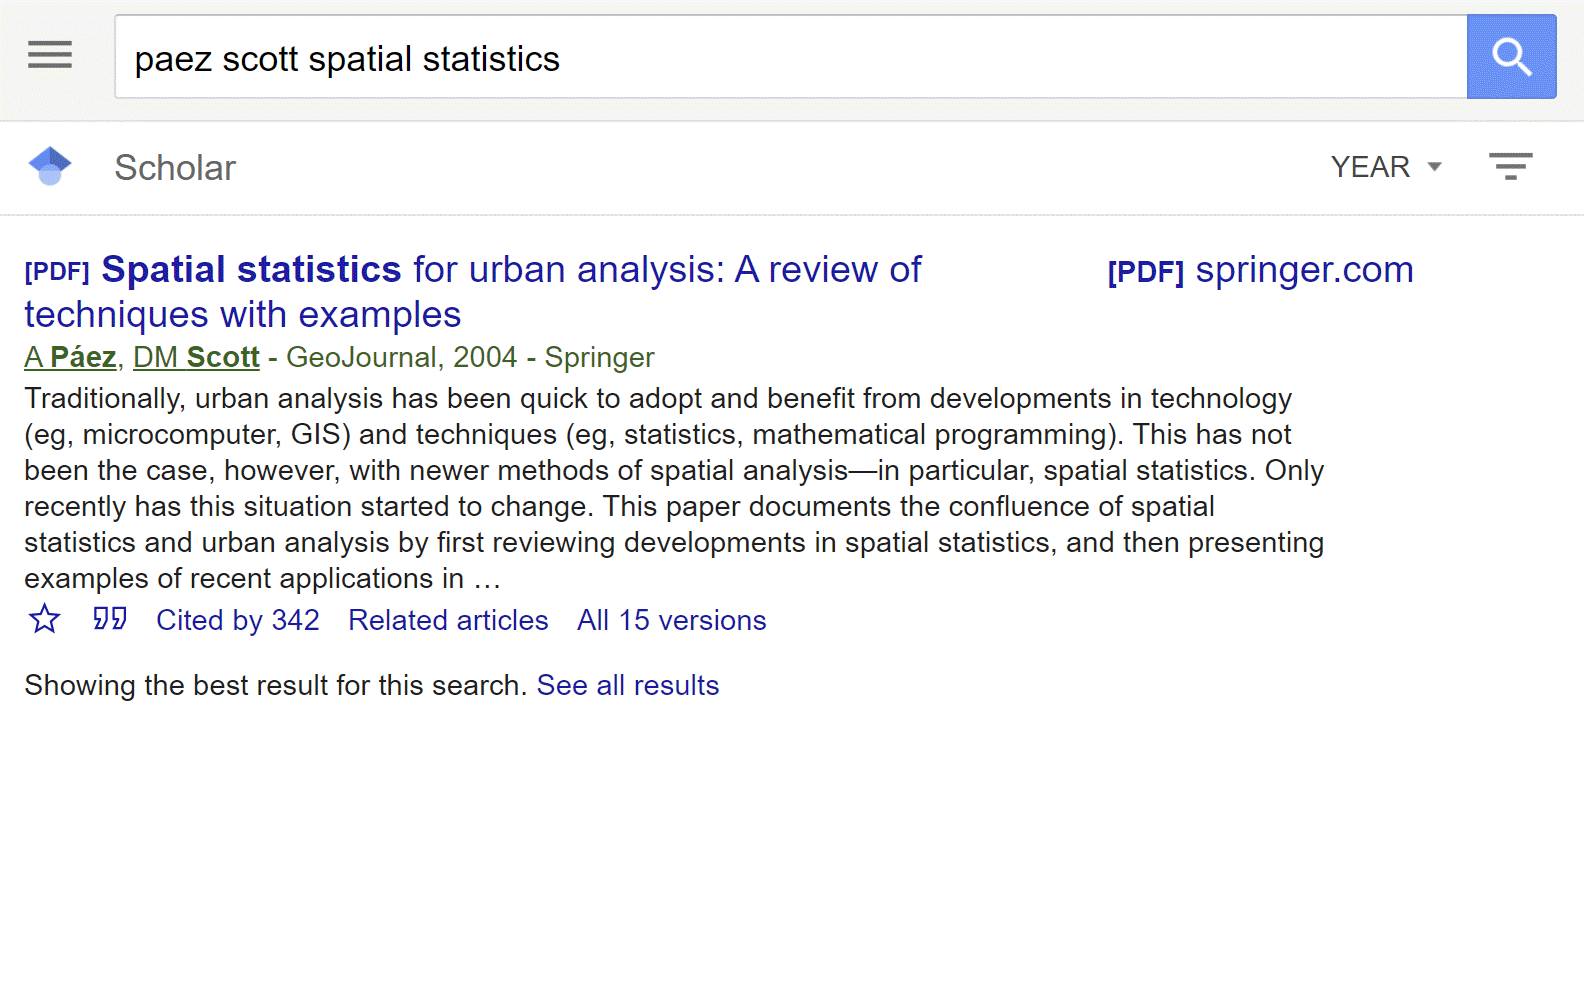 paez scott spatial statistics
Scholar
YEAR
[PDF] Spatial statistics for urban analysis: A review of
techniques with examples
[PDF] springer.com
A Páez, DM Scott - GeoJournal, 2004 - Springer
Traditionally, urban analysis has been quick to adopt and benefit from developments in technology
(eg, microcomputer, GIS) and techniques (eg, statistics, mathematical programming). This has not
been the case, however, with newer methods of spatial analysis—in particular, spatial statistics. Only
recently has this situation started to change. This paper documents the confluence of spatial
statistics and urban analysis by first reviewing developments in spatial statistics, and then presenting
examples of recent applications in …
Cited by 342 Related articles All 15 versions
Showing the best result for this search. See all results